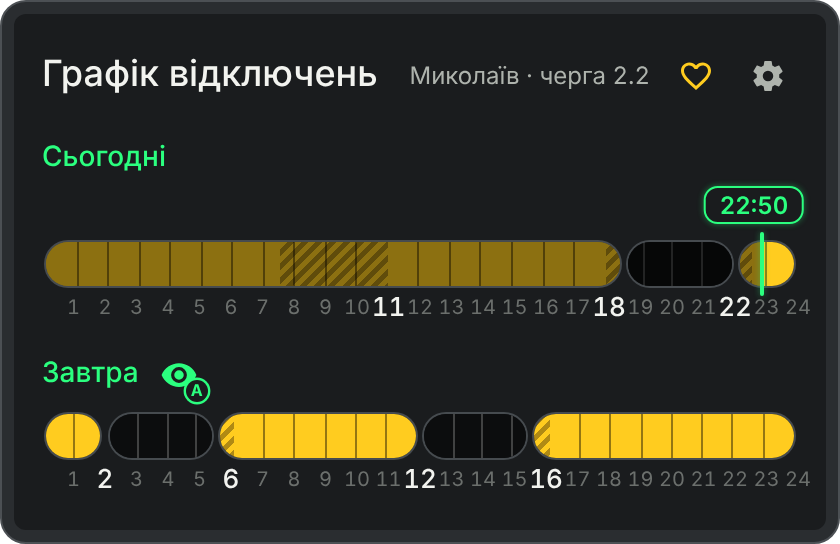 Графік відключень Миколаїв · черга 2.2
Сьогодні
22:50
1 2 3 4 5 6 7 8 9 10 11 12 13 14 15 16 17 18 19 20 21 22 23 24
Завтра A
1 2 3 4 5 6 7 8 9 10 11 12 13 14 15 16 17 18 19 20 21 22 23 24